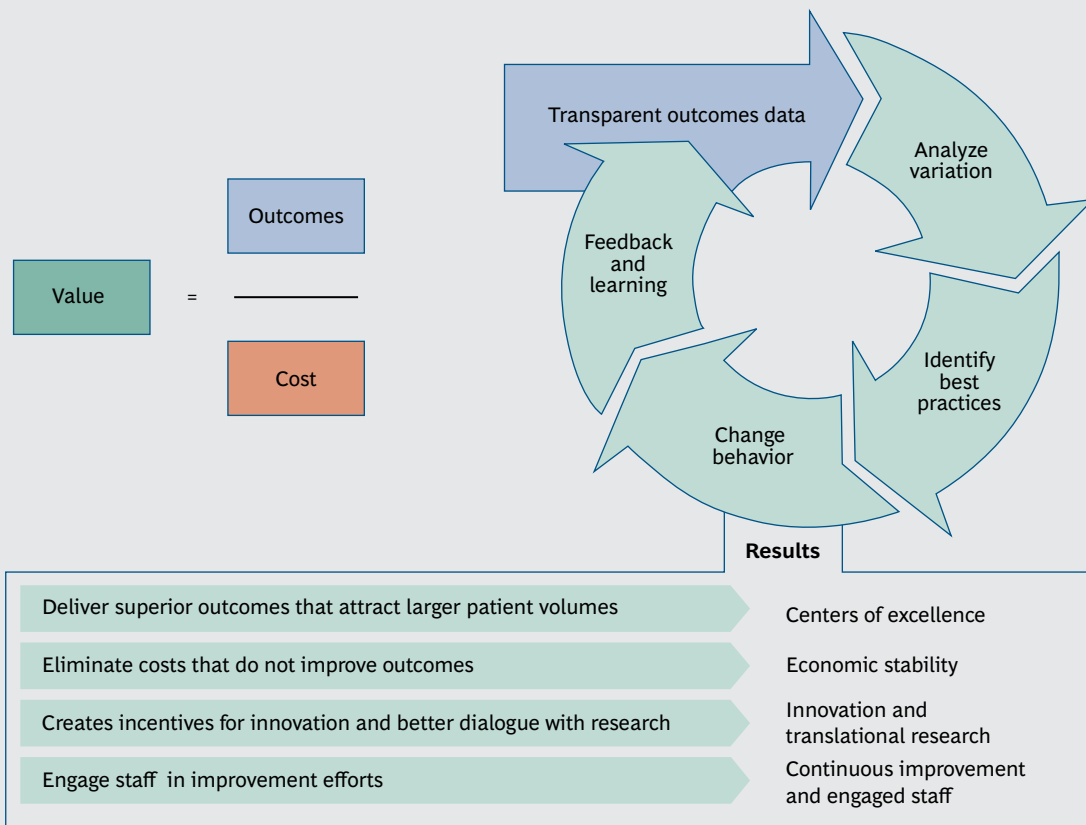 Value
=
Outcomes
Cost
Transparent outcomes data
Analyze
variation
Identify
best
practices
Change
behavior
Feedback
and
learning
Results
Deliver superior outcomes that attract larger patient volumes
Centers of excellence
Eliminate costs that do not improve outcomes
Economic stability
Creates incentives for innovation and better dialogue with research
Innovation and
translational research
Engage staff in improvement efforts
Continuous improvement
and engaged staff